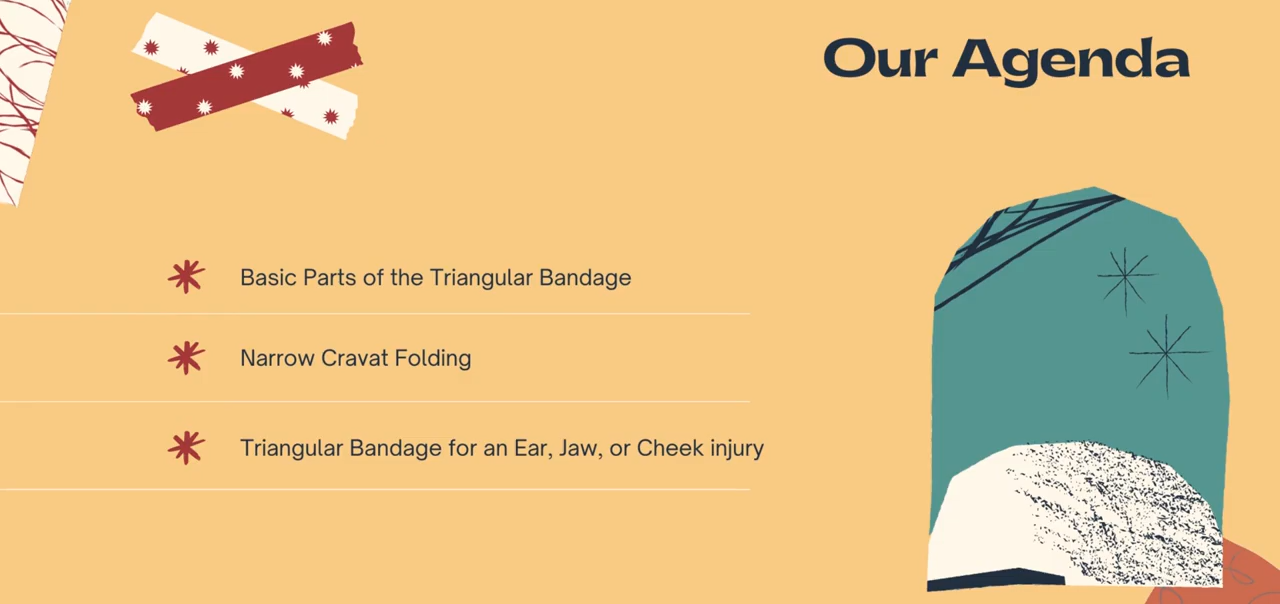 Our Agenda
Basic Parts of the Triangular Bandage
Narrow Cravat Folding
Triangular Bandage for an Ear, Jaw, or Cheek injury